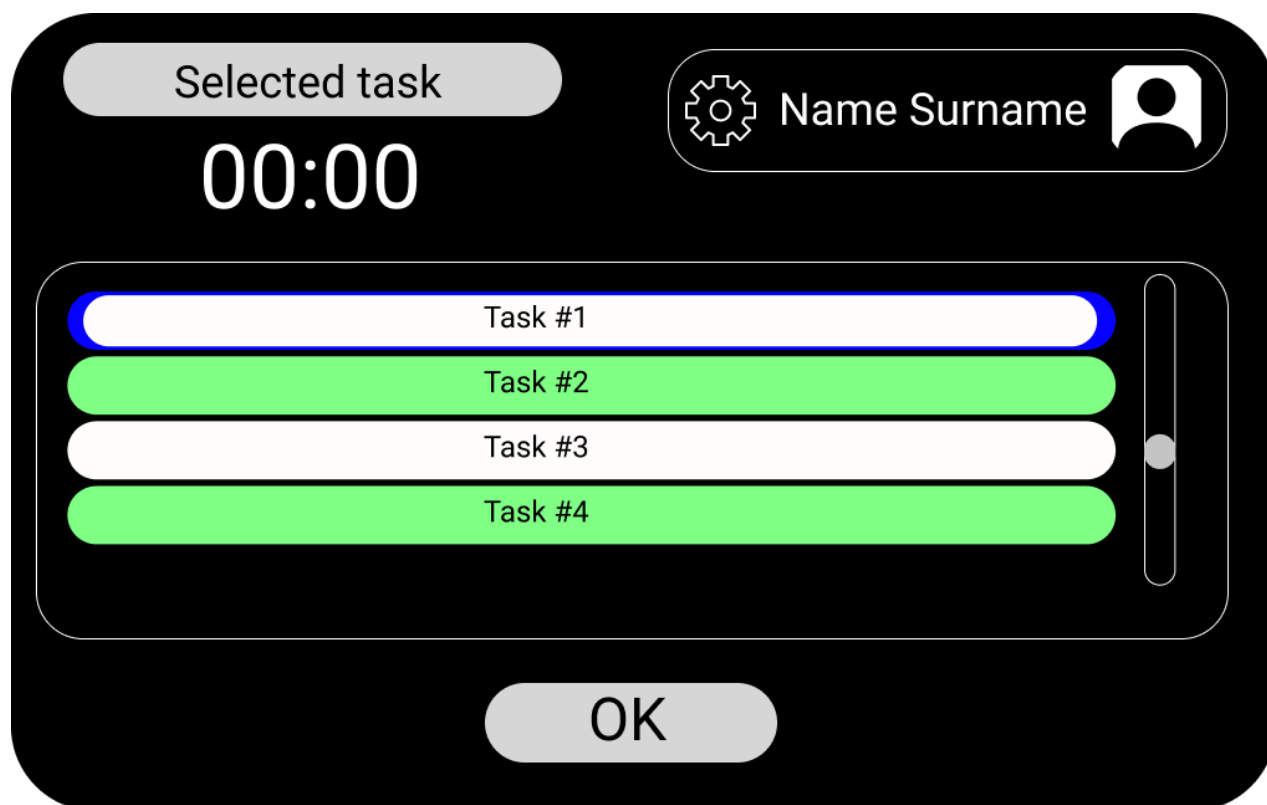 Selected task
Name Surname
00:00
Task #1
Task #2
Task #3
Task #4
OK